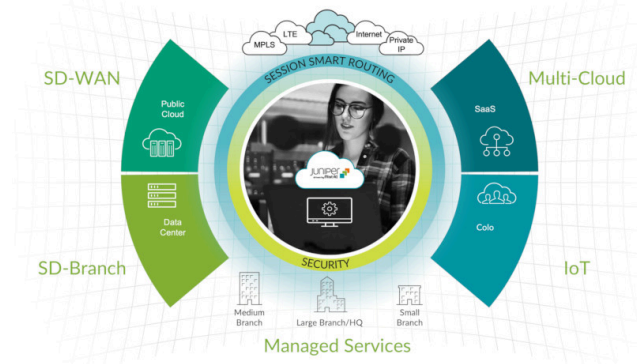 LTE
Internet
MPLS
Private
IP
SESSION SMART ROUTING
SD-WAN
Multi-Cloud
Public
Cloud
SaaS
juniper
Data
Center
Colo
SD-Branch
IoT
SECURITY
Medium
Branch
Large Branch/HQ
Small
Branch
Managed Services